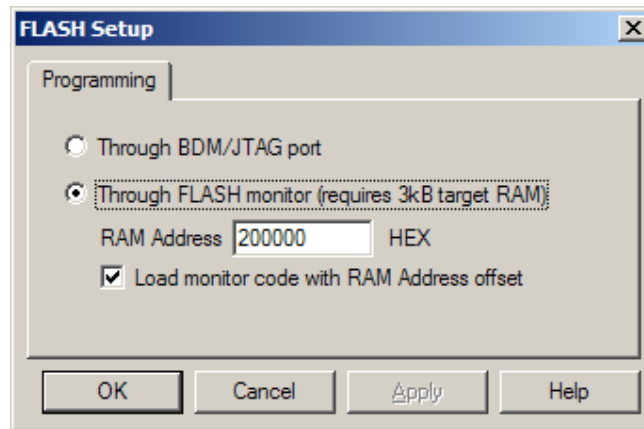 FLASH Setup
Programming
Through BDM/JTAG port
Through FLASH monitor (requires 3kB target RAM)
RAM Address 200000 HEX
Load monitor code with RAM Address offset
OK Cancel Apply Help